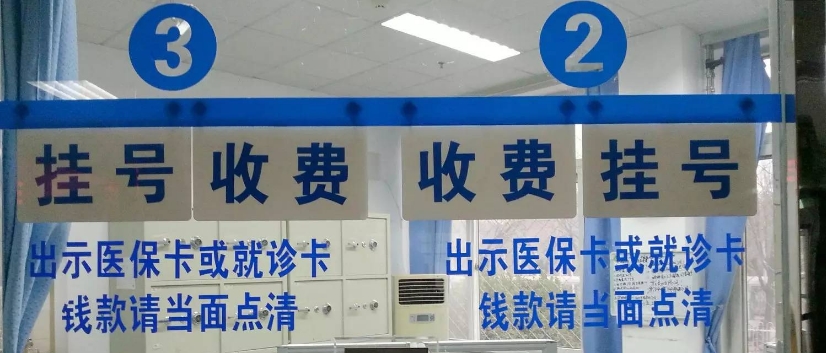 3
2
挂号 收费
收费 挂号
出示医保卡或就诊卡
钱款请当面点清
出示医保卡或就诊卡
钱款请当面点清